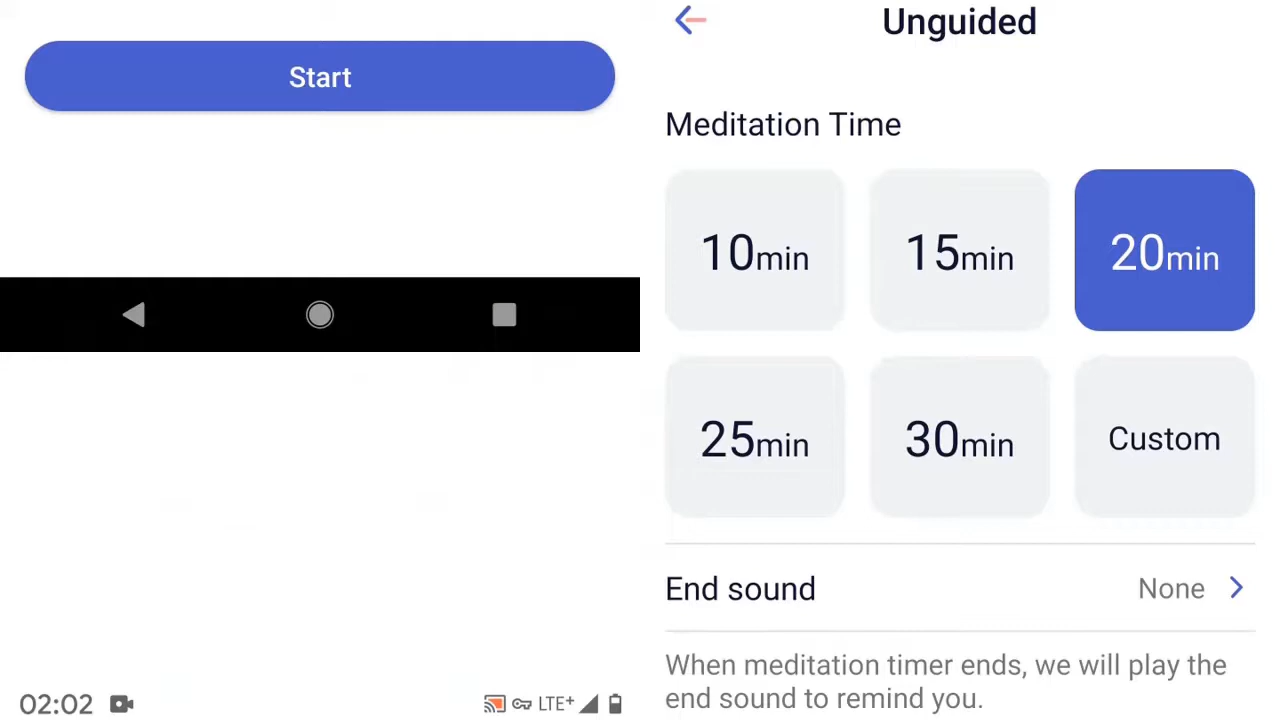 Start
02:02 LTE+
Unguided
Meditation Time
10min 15min 20min
25min 30min Custom
End sound None
When meditation timer ends, we will play the
end sound to remind you.